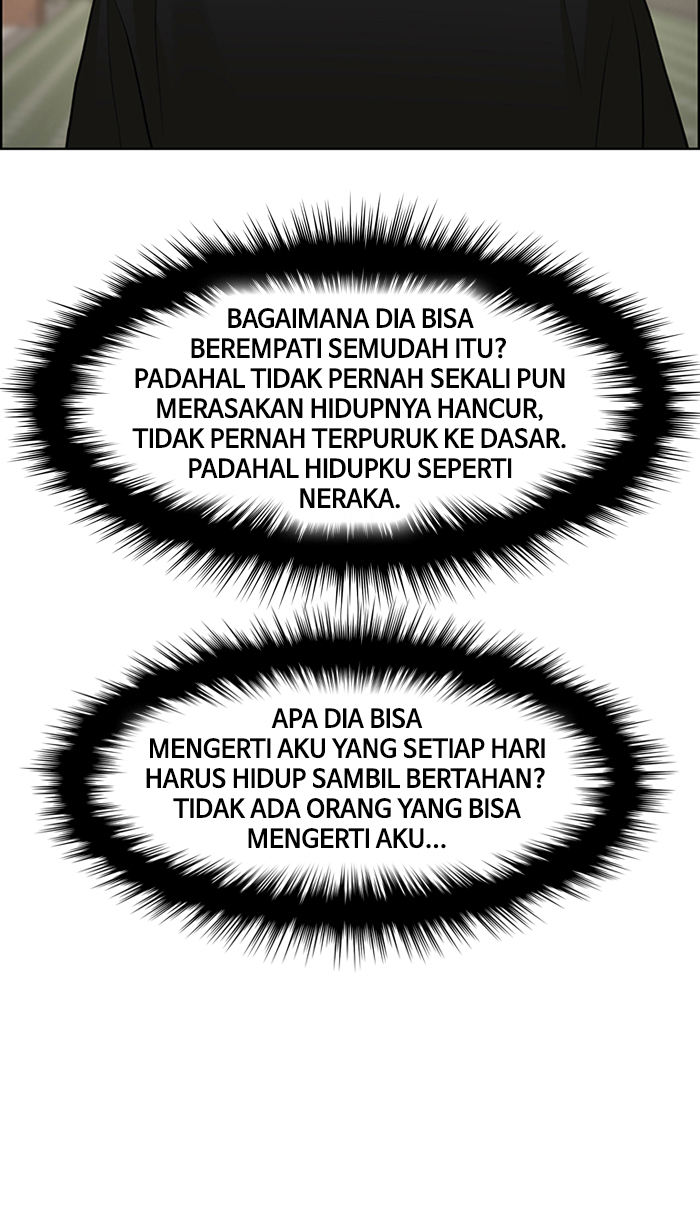 BAGAIMANA DIA BISA
BEREMPATI SEMUDAH ITU?
PADAHAL TIDAK PERNAH SEKALI PUN
MERASAKAN HIDUPNYA HANCUR,
TIDAK PERNAH TERPURUK KE DASAR.
PADAHAL HIDUPKU SEPERTI
NERAKA.
APA DIA BISA
MENGERTI AKU YANG SETIAP HARI
HARUS HIDUP SAMBIL BERTAHAN?
TIDAK ADA ORANG YANG BISA
MENGERTI AKU...